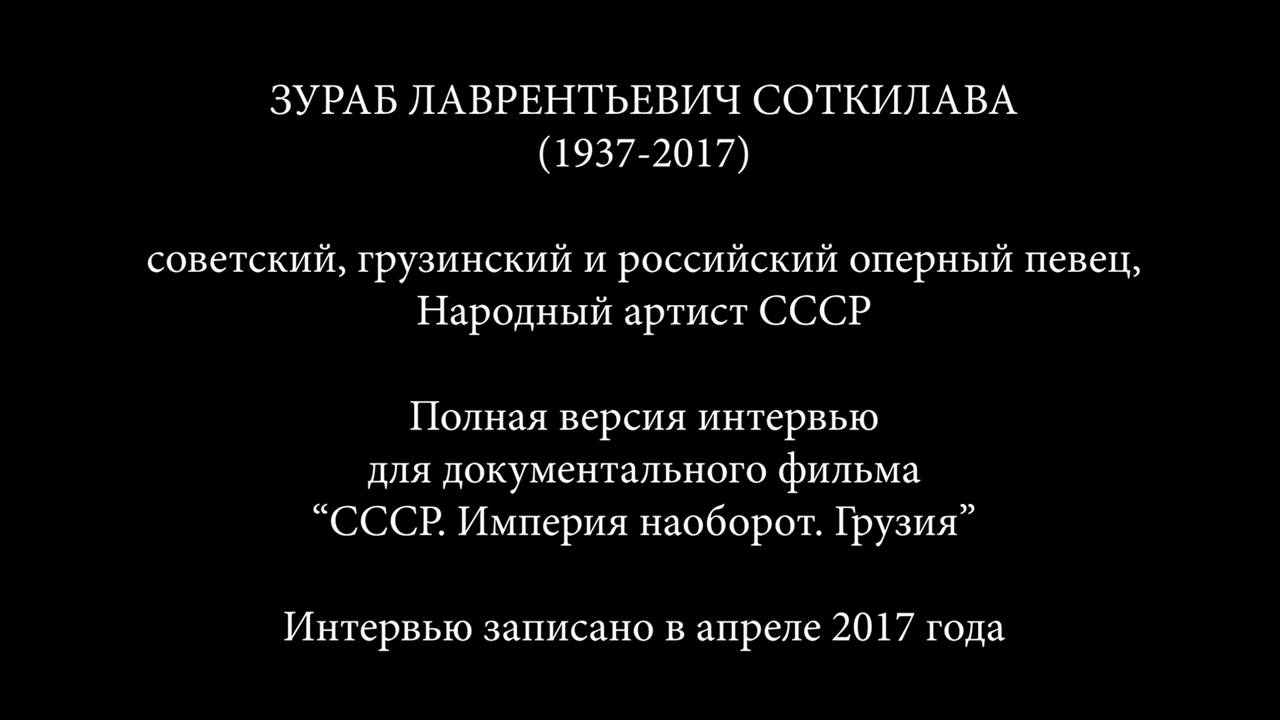 ЗУРАБ ЛАВРЕНТЬЕВИЧ СОТКИЛАВА
(1937-2017)
советский, грузинский и российский оперный певец,
Народный артист СССР
Полная версия интервью
для документального фильма
“СССР. Империя наоборот. Грузия”
Интервью записано в апреле 2017 года